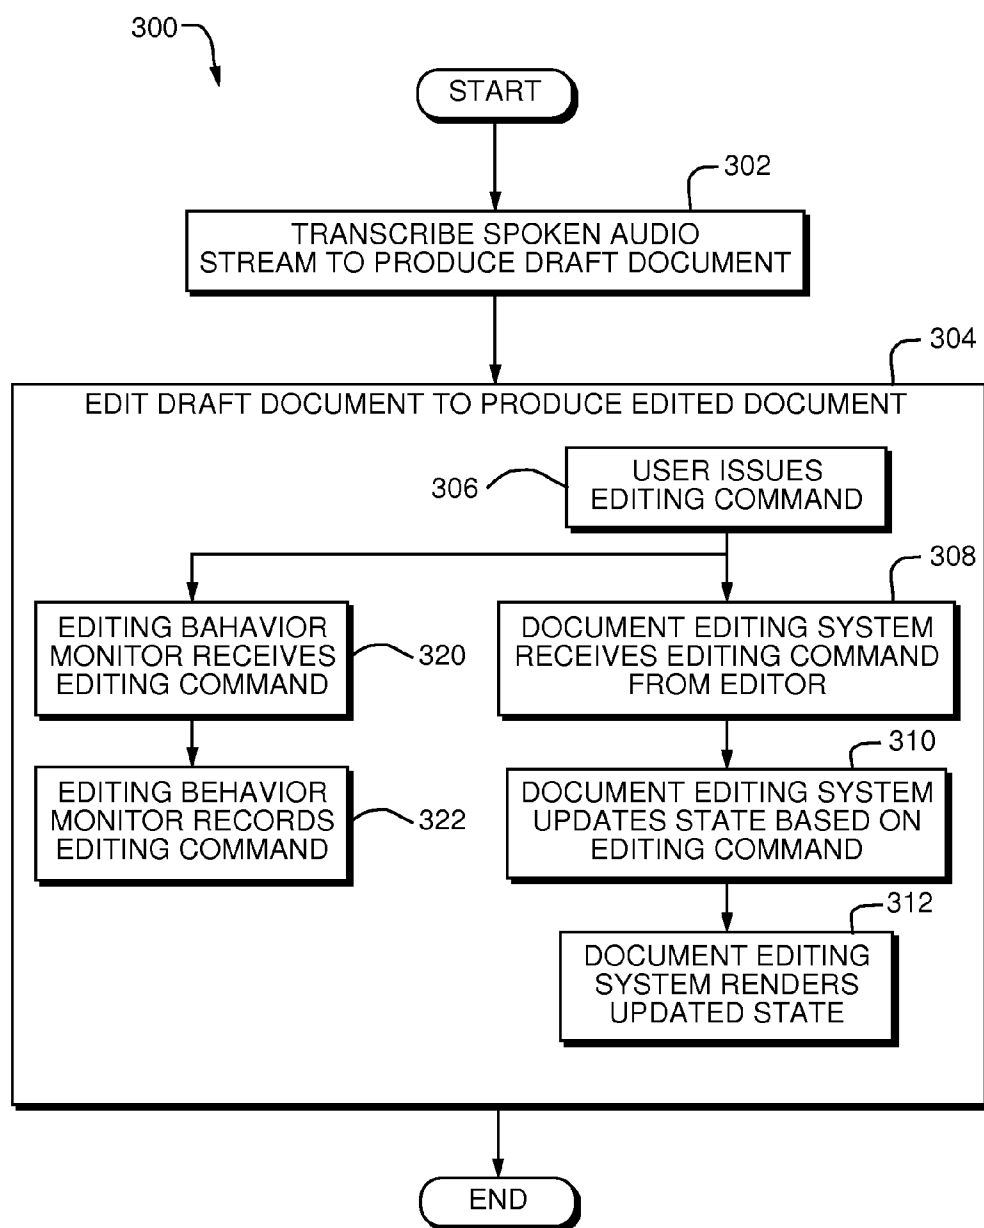 300
START
302
TRANSCRIBE SPOKEN AUDIO
STREAM TO PRODUCE DRAFT DOCUMENT
304
EDIT DRAFT DOCUMENT TO PRODUCE EDITED DOCUMENT
306
USER ISSUES
EDITING COMMAND
308
EDITING BAHAVIOR
MONITOR RECEIVES
EDITING COMMAND
320
DOCUMENT EDITING SYSTEM
RECEIVES EDITING COMMAND
FROM EDITOR
310
EDITING BEHAVIOR
MONITOR RECORDS
EDITING COMMAND
322
DOCUMENT EDITING SYSTEM
UPDATES STATE BASED ON
EDITING COMMAND
312
DOCUMENT EDITING
SYSTEM RENDERS
UPDATED STATE
END